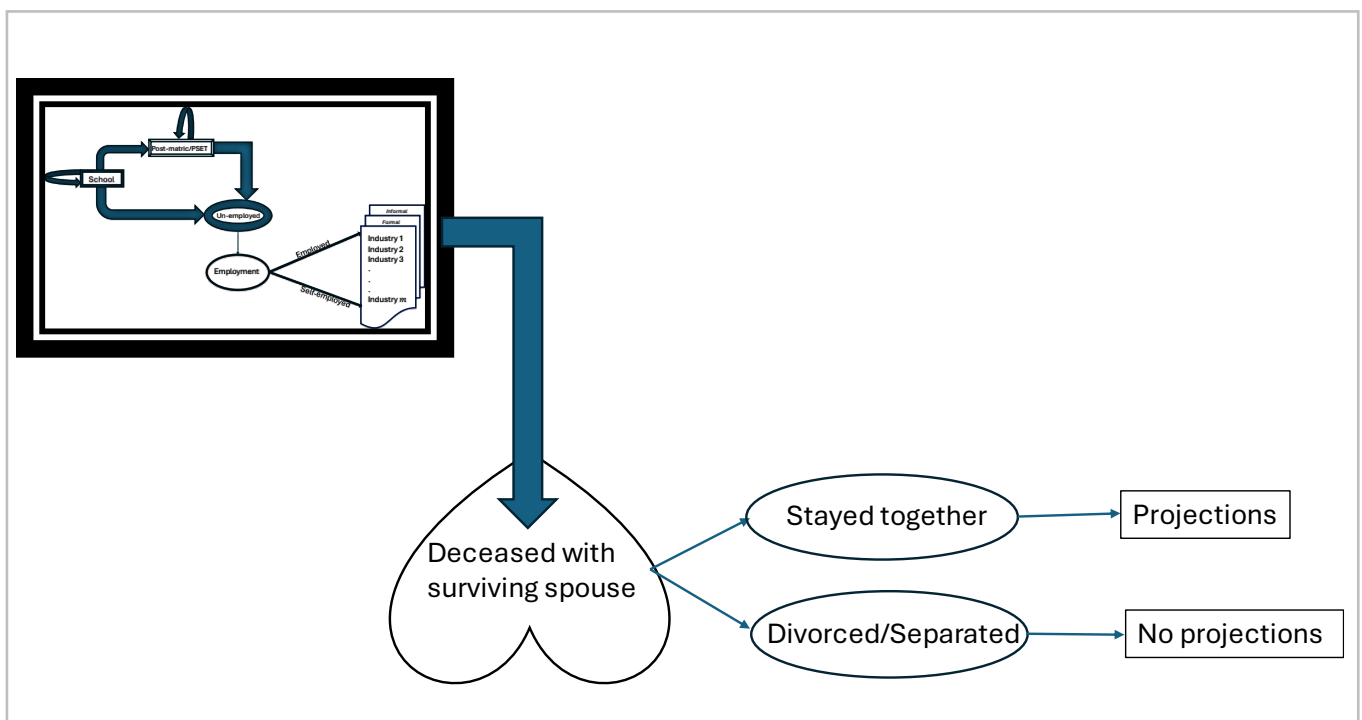 Post-matric/PSET
School
Un-employed
Employment
Employed
Self-employed
Informal
Formal
Industry 1
Industry 2
Industry 3
.
.
.
Industry m
Deceased with
surviving spouse
Stayed together
Projections
Divorced/Separated
No projections